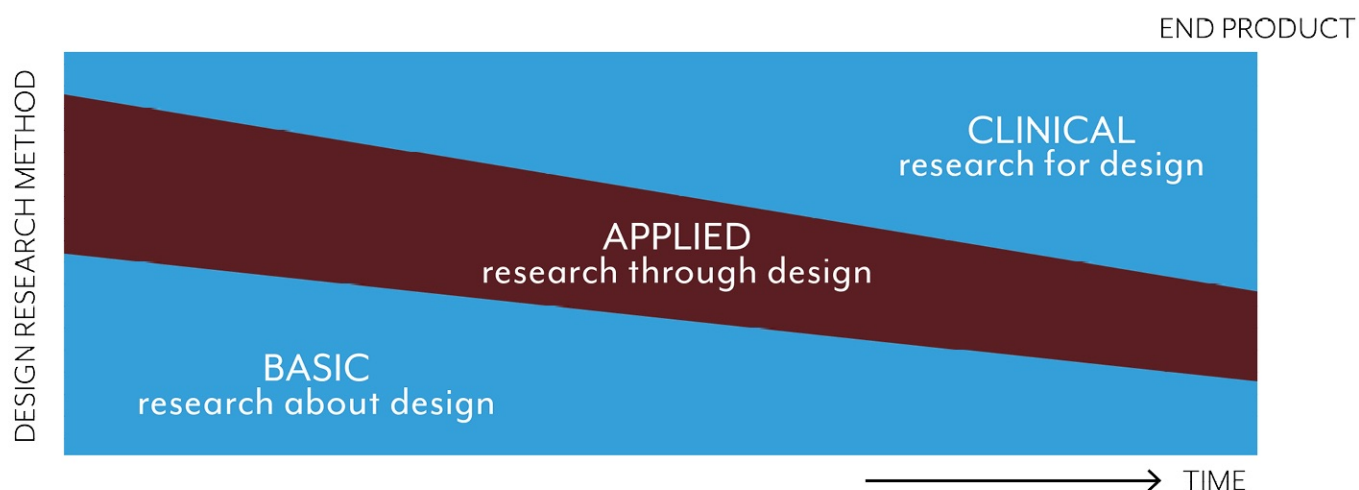 END PRODUCT
DESIGN RESEARCH METHOD
CLINICAL
research for design
APPLIED
research through design
BASIC
research about design
TIME